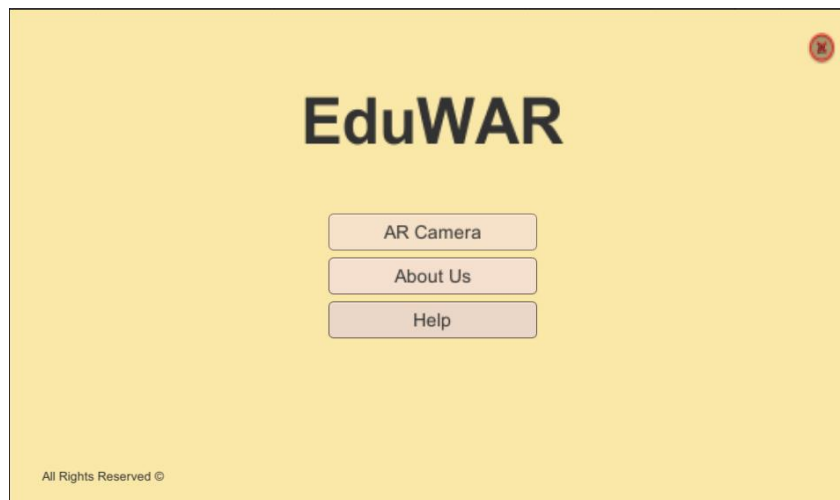 EduWAR
AR Camera
About Us
Help
All Rights Reserved ©